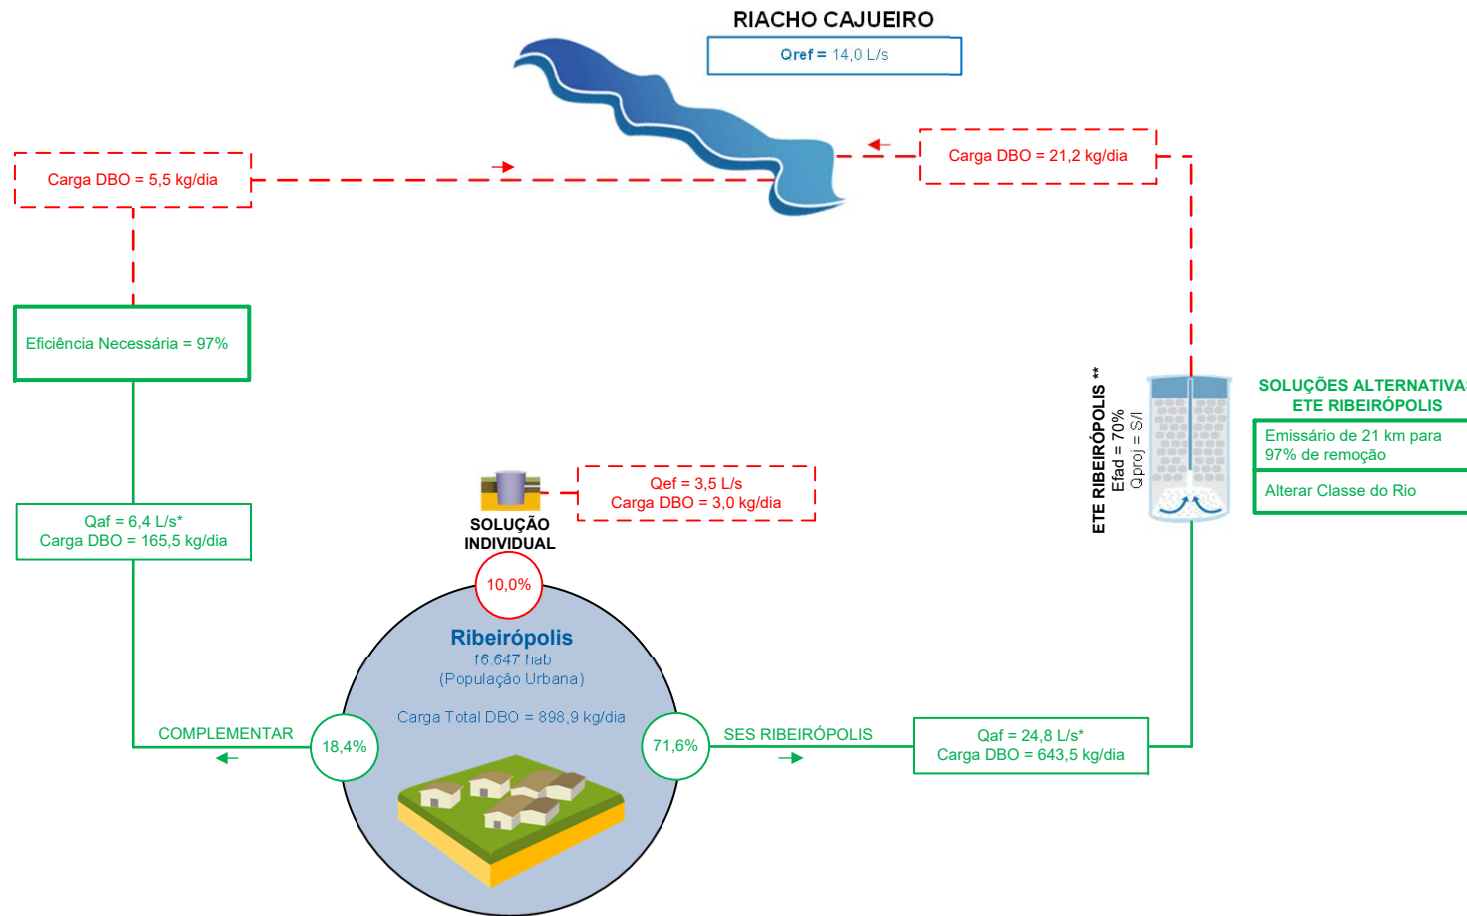 RIACHO CAJUEIRO
Qref = 14,0 L/s
Carga DBO = 5,5 kg/dia
Carga DBO = 21,2 kg/dia
Eficiência Necessária = 97%
ETE RIBEIRÓPOLIS **
Efad = 70%
Qproj = S/I
SOLUÇÕES ALTERNATIVAS
ETE RIBEIRÓPOLIS
Emissário de 21 km para
97% de remoção
Alterar Classe do Rio
Qef = 3,5 L/s
Carga DBO = 3,0 kg/dia
SOLUÇÃO
INDIVIDUAL
Qaf = 6,4 L/s*
Carga DBO = 165,5 kg/dia
10,0%
Ribeirópolis
16.647 hab
(População Urbana)
Carga Total DBO = 898,9 kg/dia
COMPLEMENTAR
18,4%
71,6%
SES RIBEIRÓPOLIS
Qaf = 24,8 L/s*
Carga DBO = 643,5 kg/dia